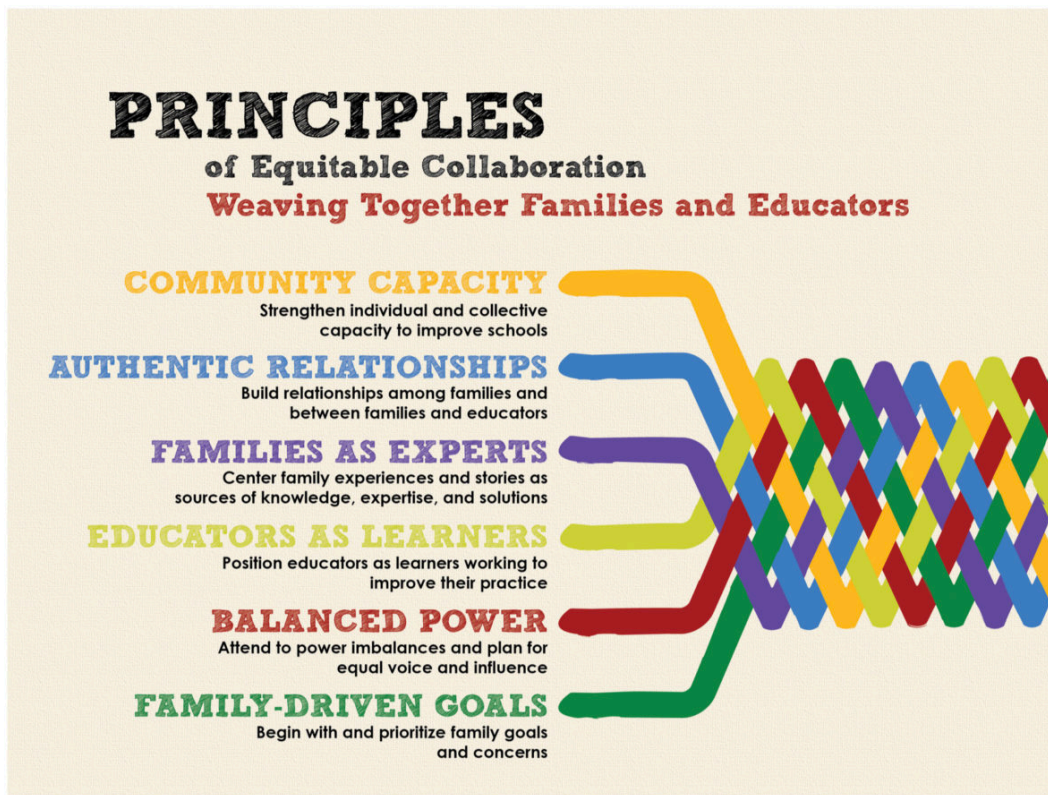 PRINCIPLES
of Equitable Collaboration
Weaving Together Families and Educators
COMMUNITY CAPACITY
Strengthen individual and collective
capacity to improve schools
AUTHENTIC RELATIONSHIPS
Build relationships among families and
between families and educators
FAMILIES AS EXPERTS
Center family experiences and stories as
sources of knowledge, expertise, and solutions
EDUCATORS AS LEARNERS
Position educators as learners working to
improve their practice
BALANCED POWER
Attend to power imbalances and plan for
equal voice and influence
FAMILY-DRIVEN GOALS
Begin with and prioritize family goals
and concerns